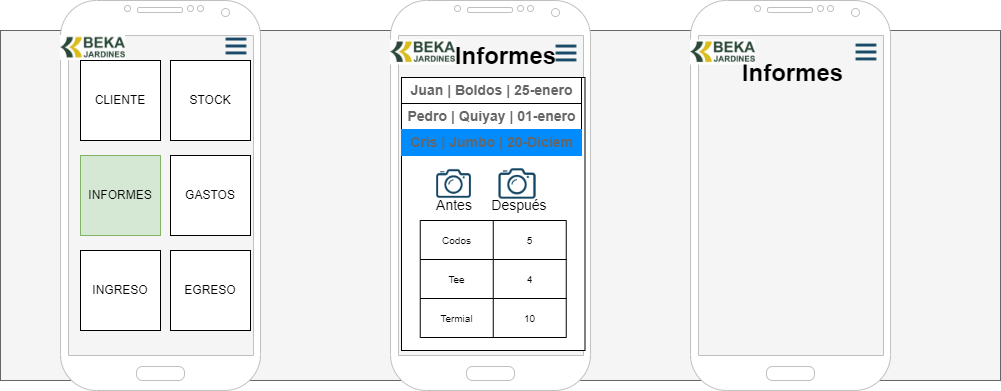 BEKA
JARDINES
CLIENTE
STOCK
INFORMES
GASTOS
INGRESO
EGRESO
BEKA
JARDINES
Informes
Juan | Boldos | 25-enero
Pedro | Quiyay | 01-enero
Cris | Jumbo | 20-Diciem
Antes
Despué
Codos
5
Tee
4
Termial
10
BEKA
JARDINES
Informes